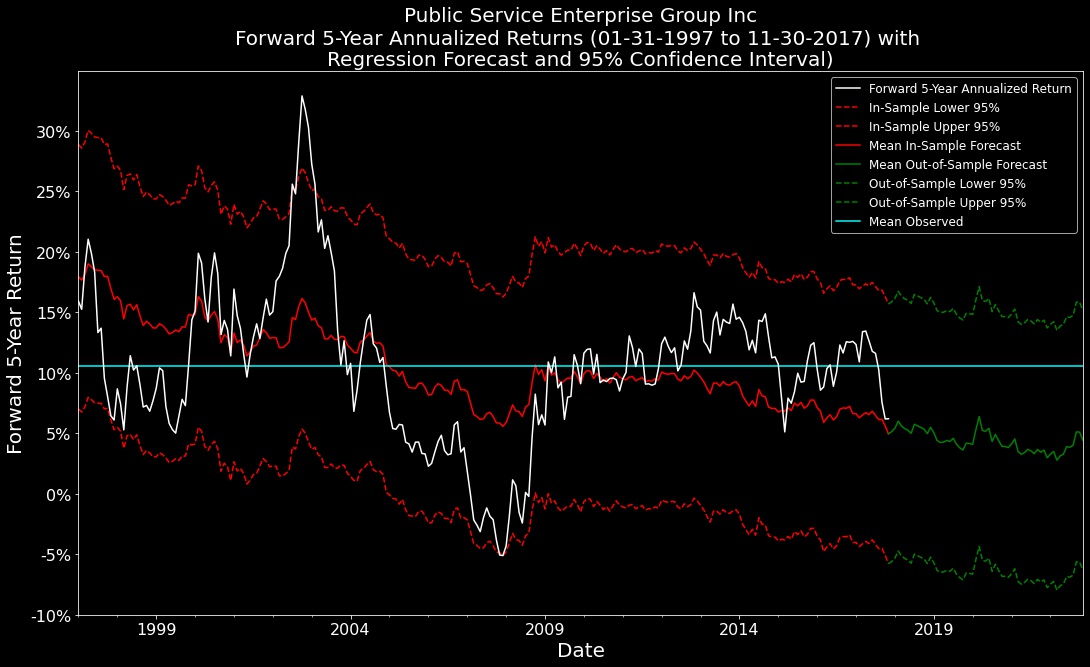 Public Service Enterprise Group Inc
Forward 5-Year Annualized Returns (01-31-1997 to 11-30-2017) with
Regression Forecast and 95% Confidence Interval)
Forward 5-Year Annualized Return
In-Sample Lower 95%
In-Sample Upper 95%
Mean In-Sample Forecast
Mean Out-of-Sample Forecast
Out-of-Sample Lower 95%
Out-of-Sample Upper 95%
Mean Observed
Forward 5-Year Return
30%
25%
20%
15%
10%
5%
0%
-5%
-10%
1999
2004
2009
2014
2019
Date